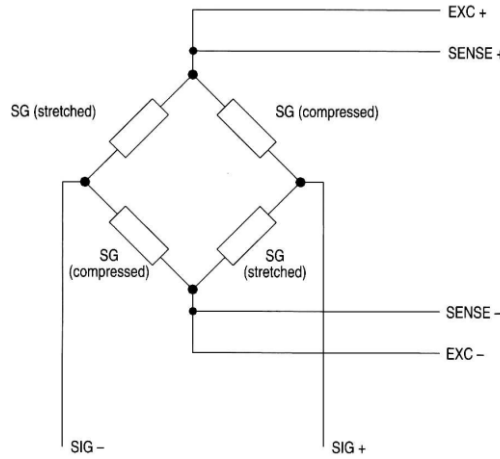 EXC +
SENSE +
SG (stretched)
SG (compressed)
SG
(compressed)
SG
(stretched)
SENSE –
EXC –
SIG –
SIG +